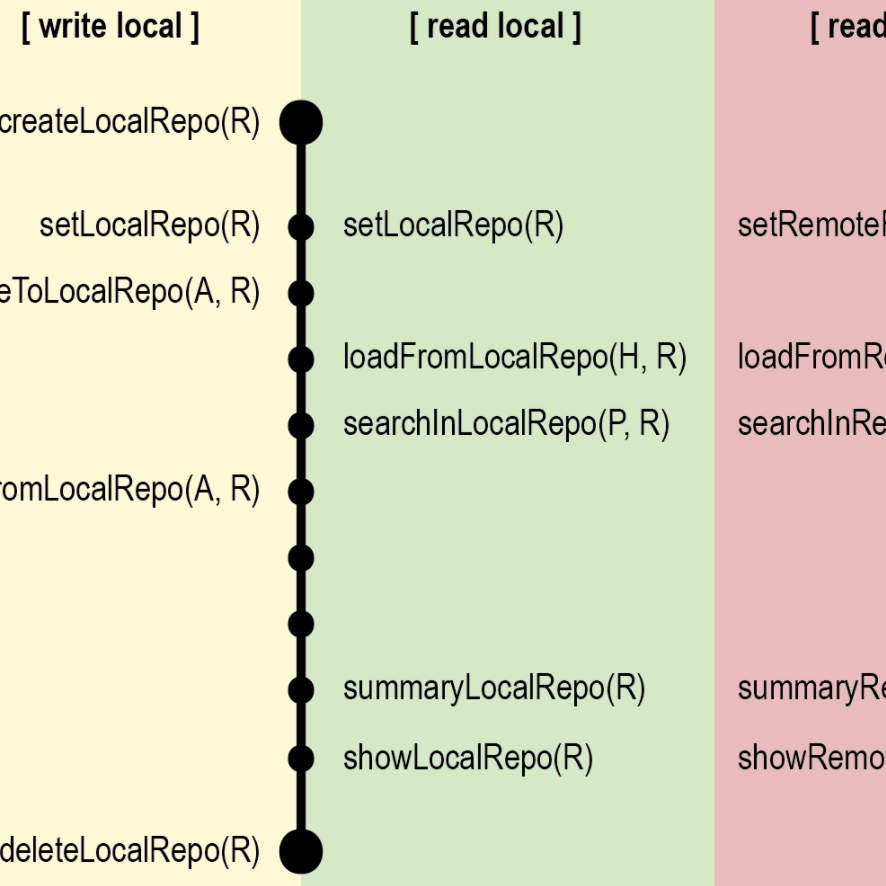 [ write local ] [ read local ] [ read
createLocalRepo(R)
setLocalRepo(R) setLocalRepo(R) setRemote
eToLocalRepo(A, R)
loadFromLocalRepo(H, R) loadFromRe
searchInLocalRepo(P, R) searchInRe
romLocalRepo(A, R)
summaryLocalRepo(R) summaryRe
showLocalRepo(R) showRemo
deleteLocalRepo(R)